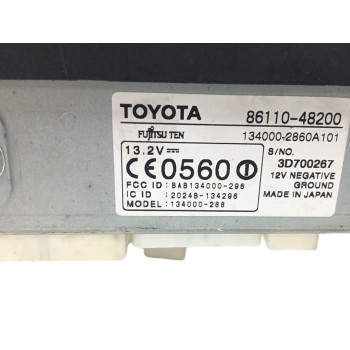 TOYOTA 86110-48200
FUJITSU TEN 134000-2860A101
13.2V⎓ S/NO.
CE0560 3D700267
FCC ID : BAB134000-296 12V NEGATIVE
IC ID : 2024B-134296 GROUND
MODEL : 134000-288 MADE IN JAPAN